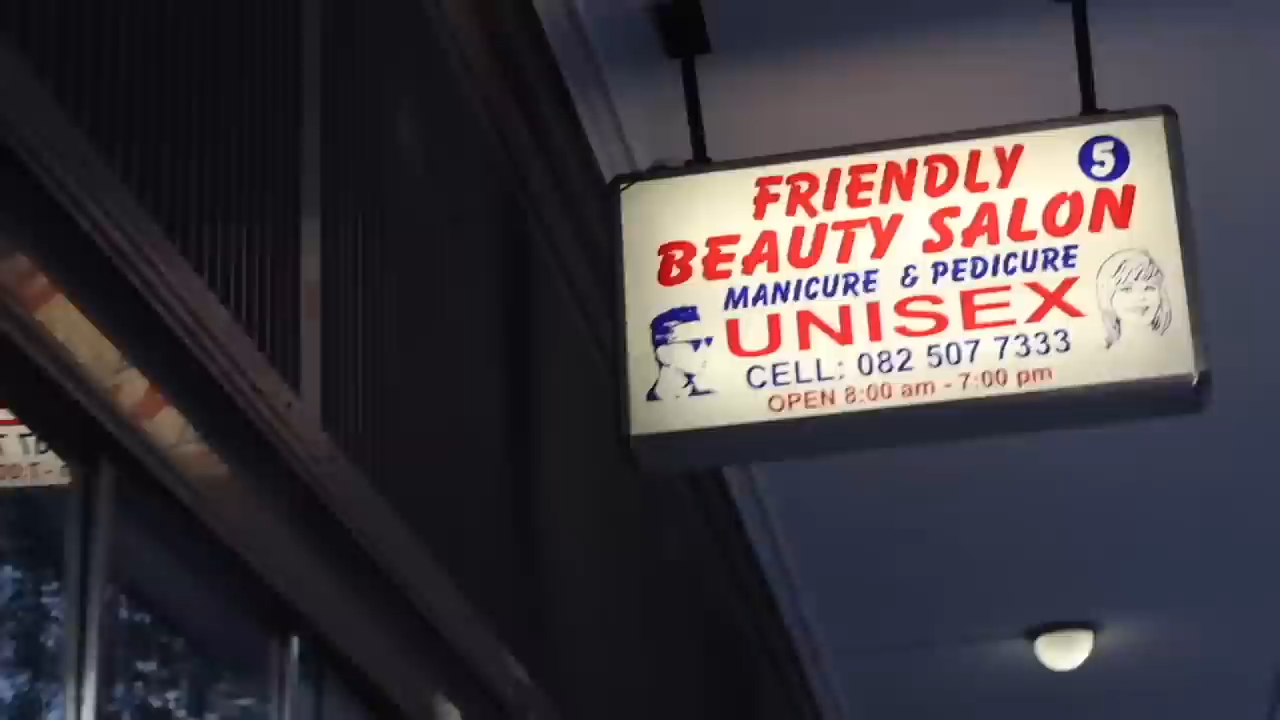 5
FRIENDLY
BEAUTY SALON
MANICURE & PEDICURE
UNISEX
CELL: 082 507 7333
OPEN 8:00 am - 7:00 pm